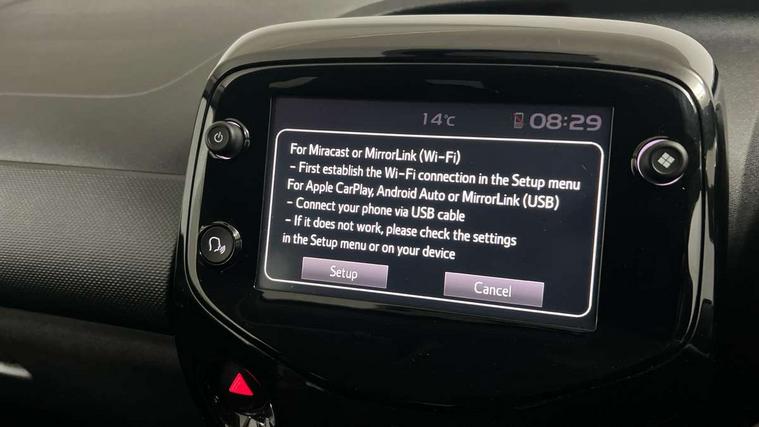 14°C
08:29
For Miracast or MirrorLink (Wi-Fi)
- First establish the Wi-Fi connection in the Setup menu
For Apple CarPlay, Android Auto or MirrorLink (USB)
- Connect your phone via USB cable
- If it does not work, please check the settings
in the Setup menu or on your device
Setup
Cancel